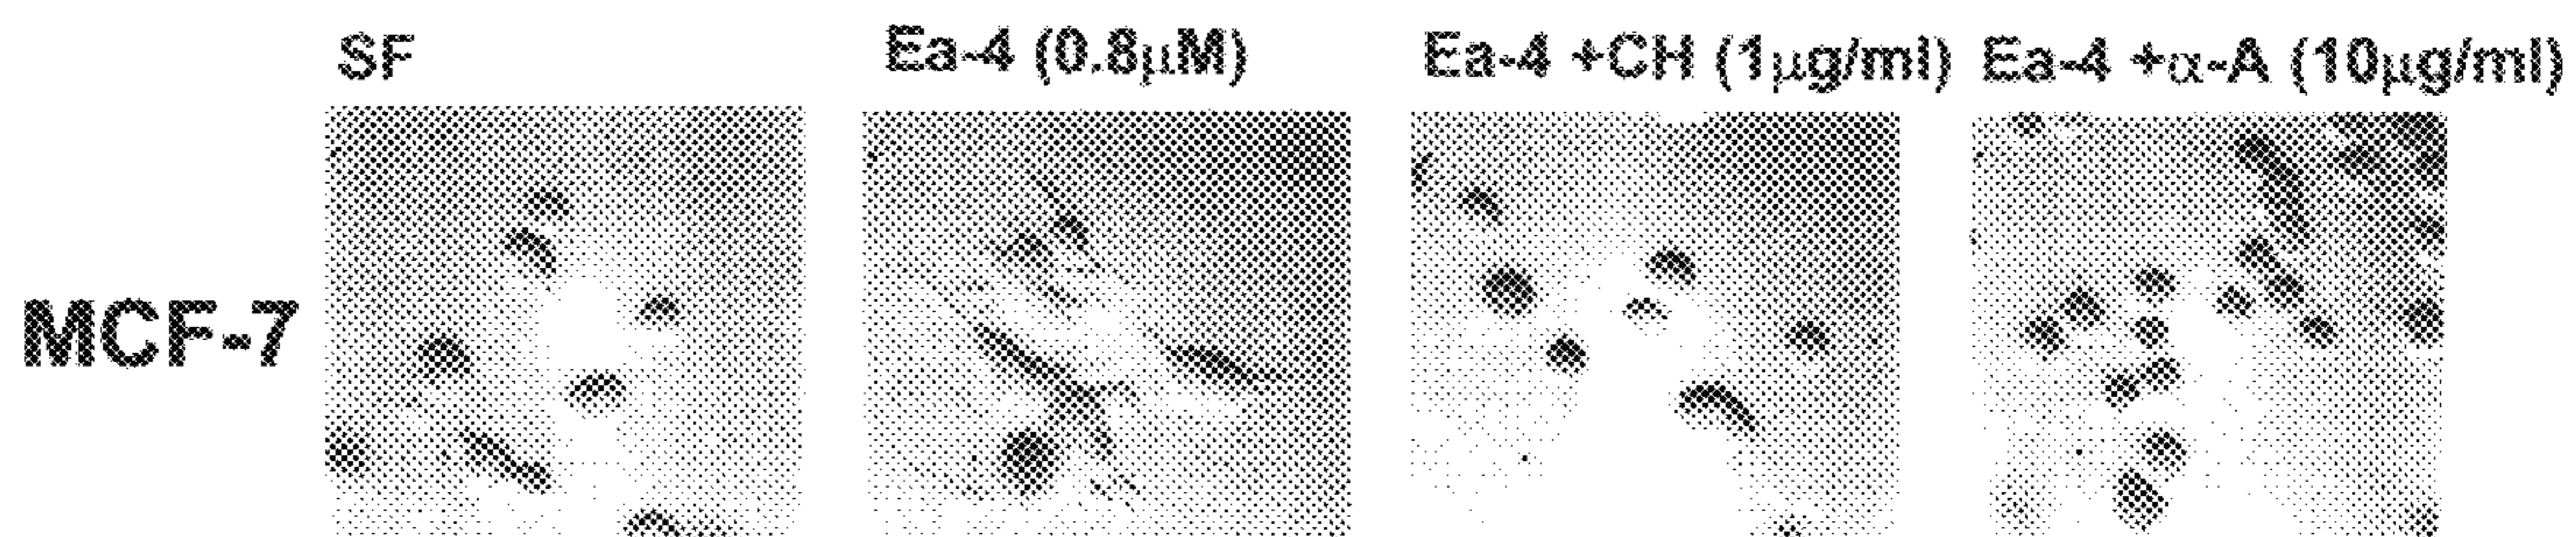 SF
Ea-4 (0.8μM)
Ea-4 +CH (1μg/ml)
Ea-4 +α-A (10μg/ml)
MCF-7